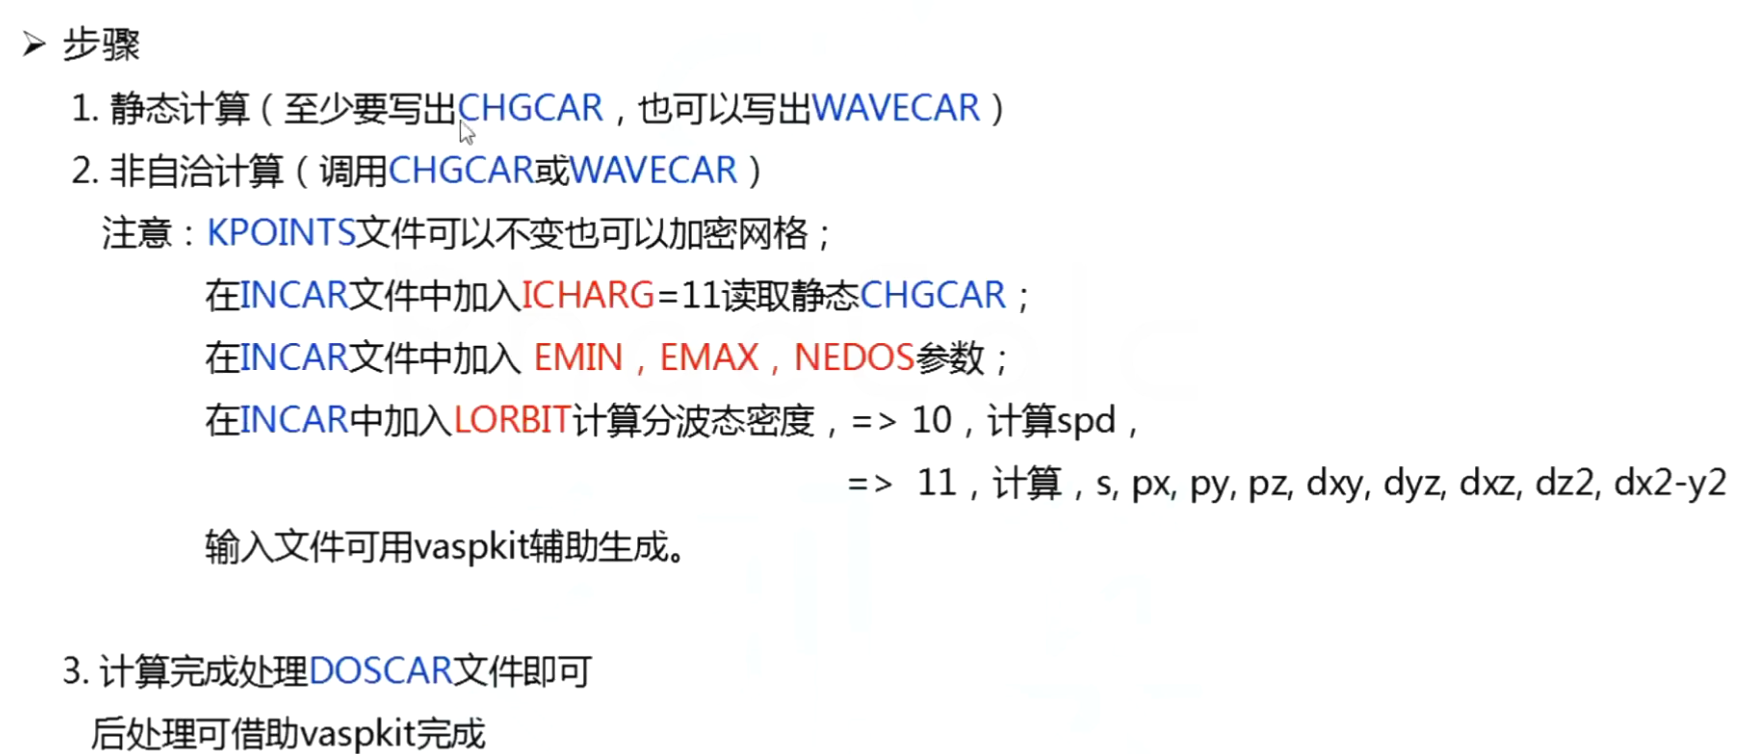 ➢ 步骤
1. 静态计算（至少要写出CHGCAR，也可以写出WAVECAR）
2. 非自洽计算（调用CHGCAR或WAVECAR）
注意：KPOINTS文件可以不变也可以加密网格；
在INCAR文件中加入ICHARG=11读取静态CHGCAR；
在INCAR文件中加入 EMIN，EMAX，NEDOS参数；
在INCAR中加入LORBIT计算分波态密度，=> 10，计算spd，
=> 11，计算，s, px, py, pz, dxy, dyz, dxz, dz2, dx2-y2
输入文件可用vaspkit辅助生成。
3. 计算完成处理DOSCAR文件即可
后处理可借助vaspkit完成